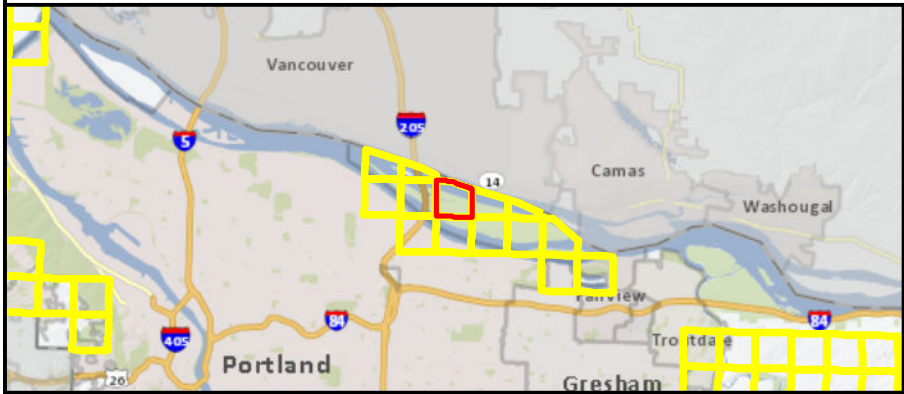 Vancouver
205
5
14
Camas
Washougal
Fairview
84
84
Troutdale
405
Portland
26
Gresham